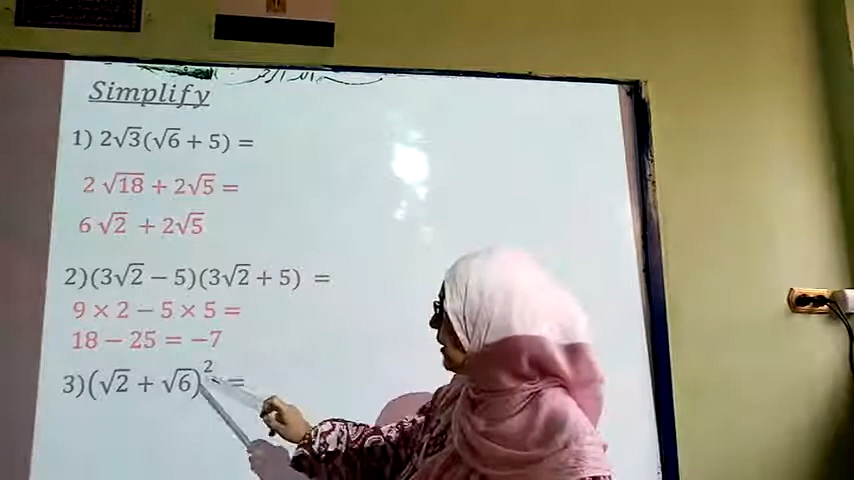 Simplify
1) 2√3(√6 + 5) =
2 √18 + 2√5 =
6 √2 + 2√5
2)(3√2 − 5)(3√2 + 5) =
9 × 2 − 5 × 5 =
18 − 25 = −7
3)(√2 + √6)² =